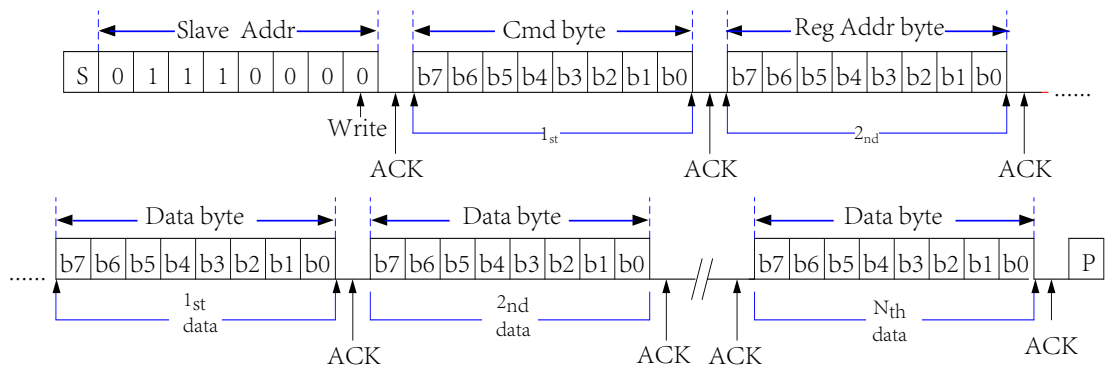 Slave Addr Cmd byte Reg Addr byte
S 0 1 1 1 0 0 0 0 b7 b6 b5 b4 b3 b2 b1 b0 b7 b6 b5 b4 b3 b2 b1 b0 ......
Write 1st 2nd
ACK ACK ACK
Data byte Data byte Data byte
...... b7 b6 b5 b4 b3 b2 b1 b0 b7 b6 b5 b4 b3 b2 b1 b0 // b7 b6 b5 b4 b3 b2 b1 b0 P
1st 2nd Nth
data data data
ACK ACK ACK ACK